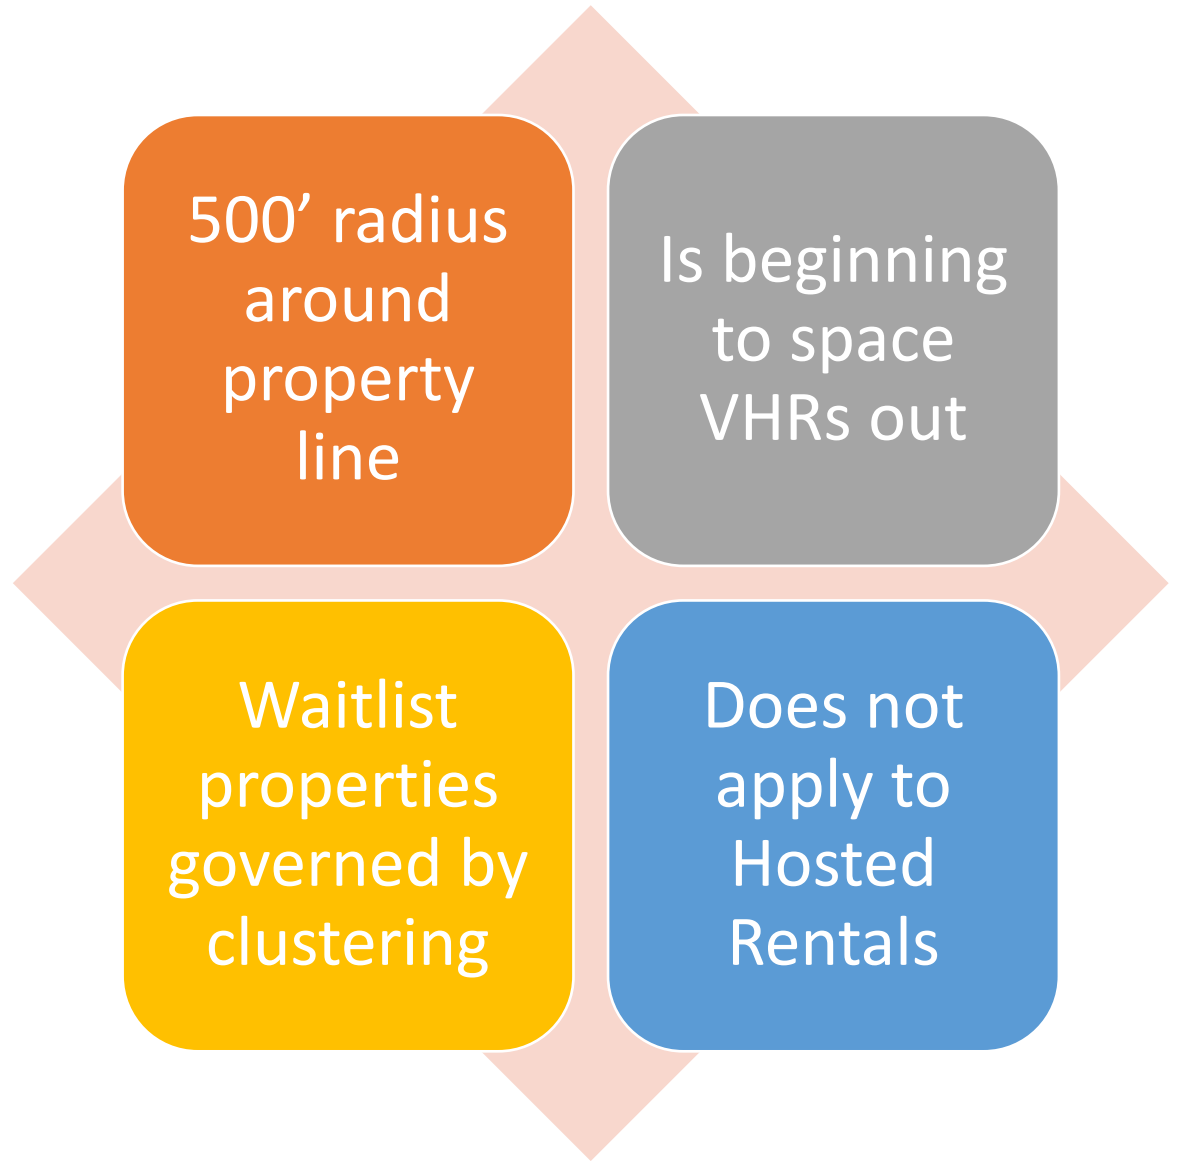 500’ radius
around
property
line
Is beginning
to space
VHRs out
Waitlist
properties
governed by
clustering
Does not
apply to
Hosted
Rentals